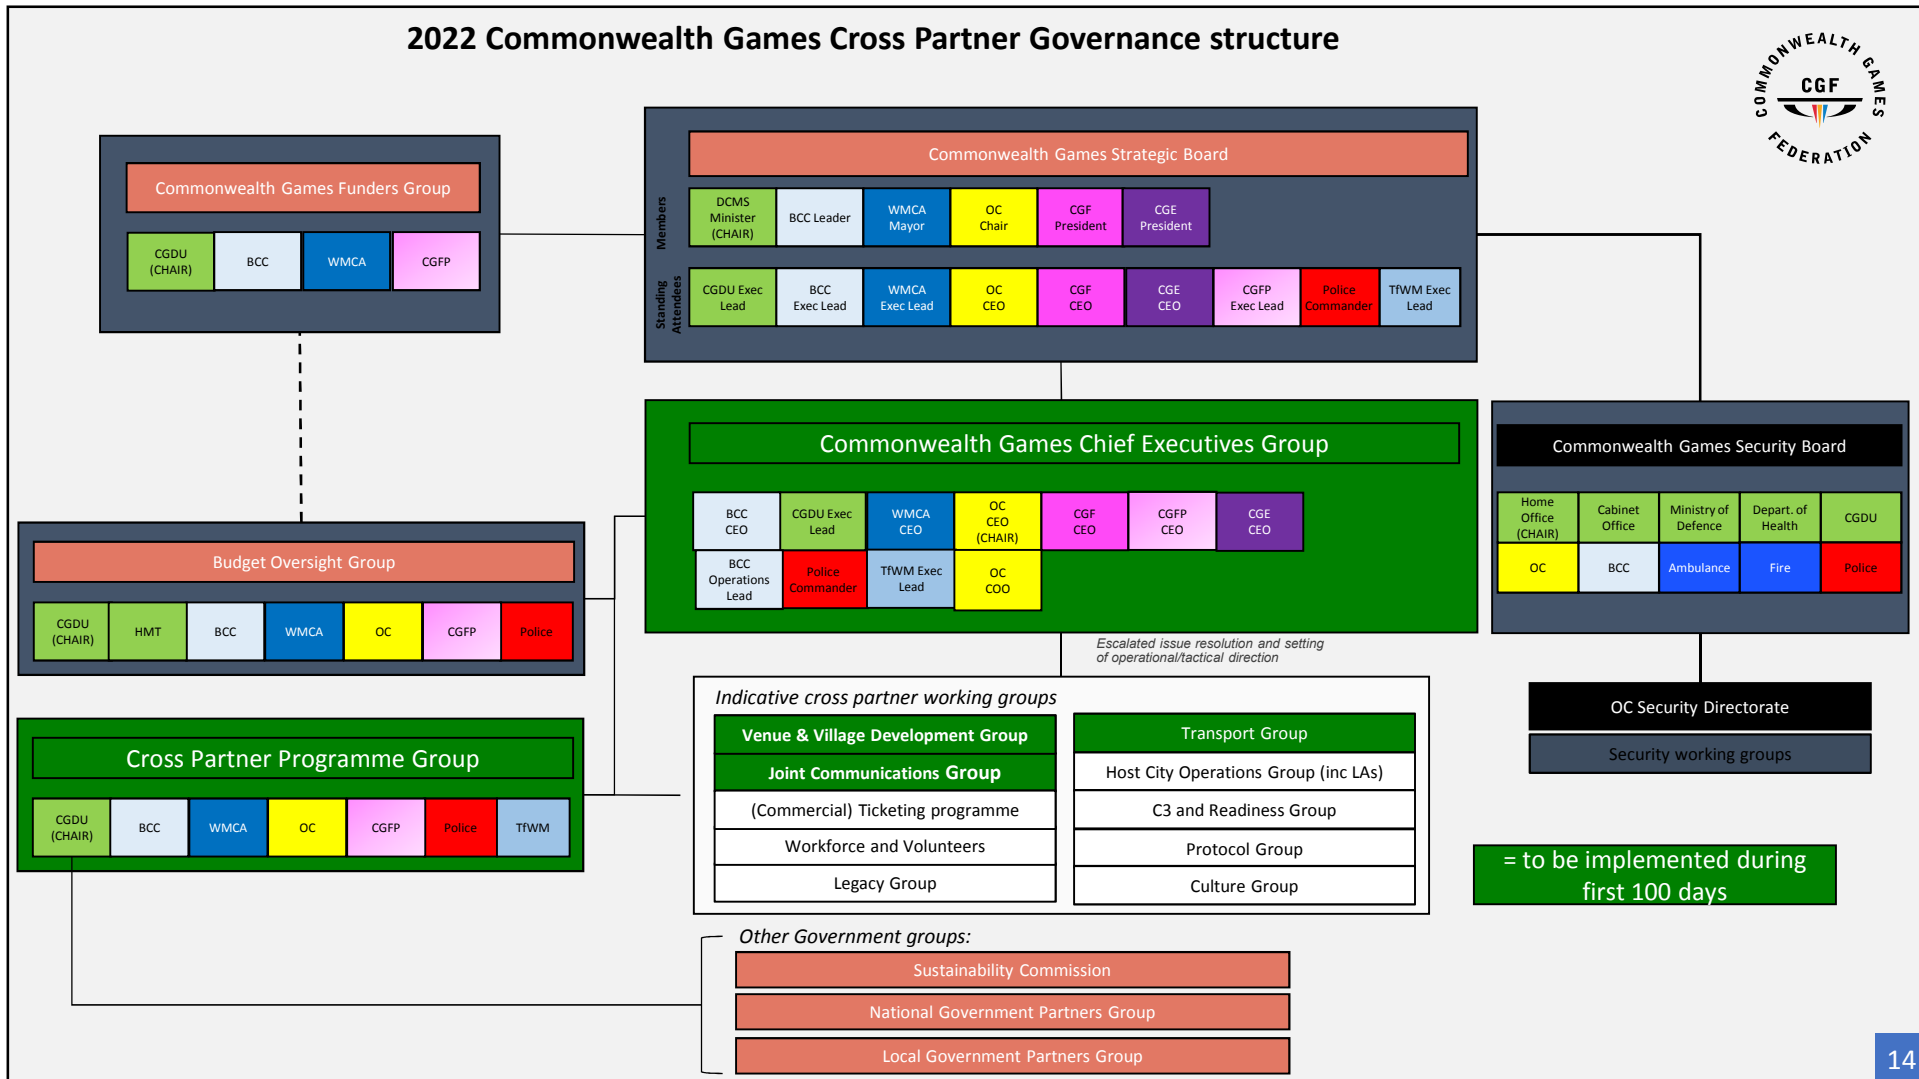 2022 Commonwealth Games Cross Partner Governance structure
COMMONWEALTH GAMES
CGF
FEDERATION
Commonwealth Games Funders Group
CGDU
(CHAIR)
BCC
WMCA
CGFP
Commonwealth Games Strategic Board
Members
DCMS
Minister
(CHAIR)
BCC Leader
WMCA
Mayor
OC
Chair
CGF
President
CGE
President
Standing
Attendees
CGDU Exec
Lead
BCC
Exec Lead
WMCA
Exec Lead
OC
CEO
CGF
CEO
CGE
CEO
CGFP
Exec Lead
Police
Commander
TfWM Exec
Lead
Commonwealth Games Chief Executives Group
BCC
CEO
CGDU Exec
Lead
WMCA
CEO
OC
CEO
(CHAIR)
CGF
CEO
CGFP
CEO
CGE
CEO
BCC
Operations
Lead
Police
Commander
TfWM Exec
Lead
OC
COO
Commonwealth Games Security Board
Home
Office
(CHAIR)
Cabinet
Office
Ministry of
Defence
Depart. of
Health
CGDU
OC
BCC
Ambulance
Fire
Police
OC Security Directorate
Security working groups
Budget Oversight Group
CGDU
(CHAIR)
HMT
BCC
WMCA
OC
CGFP
Police
Cross Partner Programme Group
CGDU
(CHAIR)
BCC
WMCA
OC
CGFP
Police
TfWM
Escalated issue resolution and setting
of operational/tactical direction
Indicative cross partner working groups
Venue & Village Development Group
Joint Communications Group
(Commercial) Ticketing programme
Workforce and Volunteers
Legacy Group
Transport Group
Host City Operations Group (inc LAs)
C3 and Readiness Group
Protocol Group
Culture Group
= to be implemented during
first 100 days
Other Government groups:
Sustainability Commission
National Government Partners Group
Local Government Partners Group
14